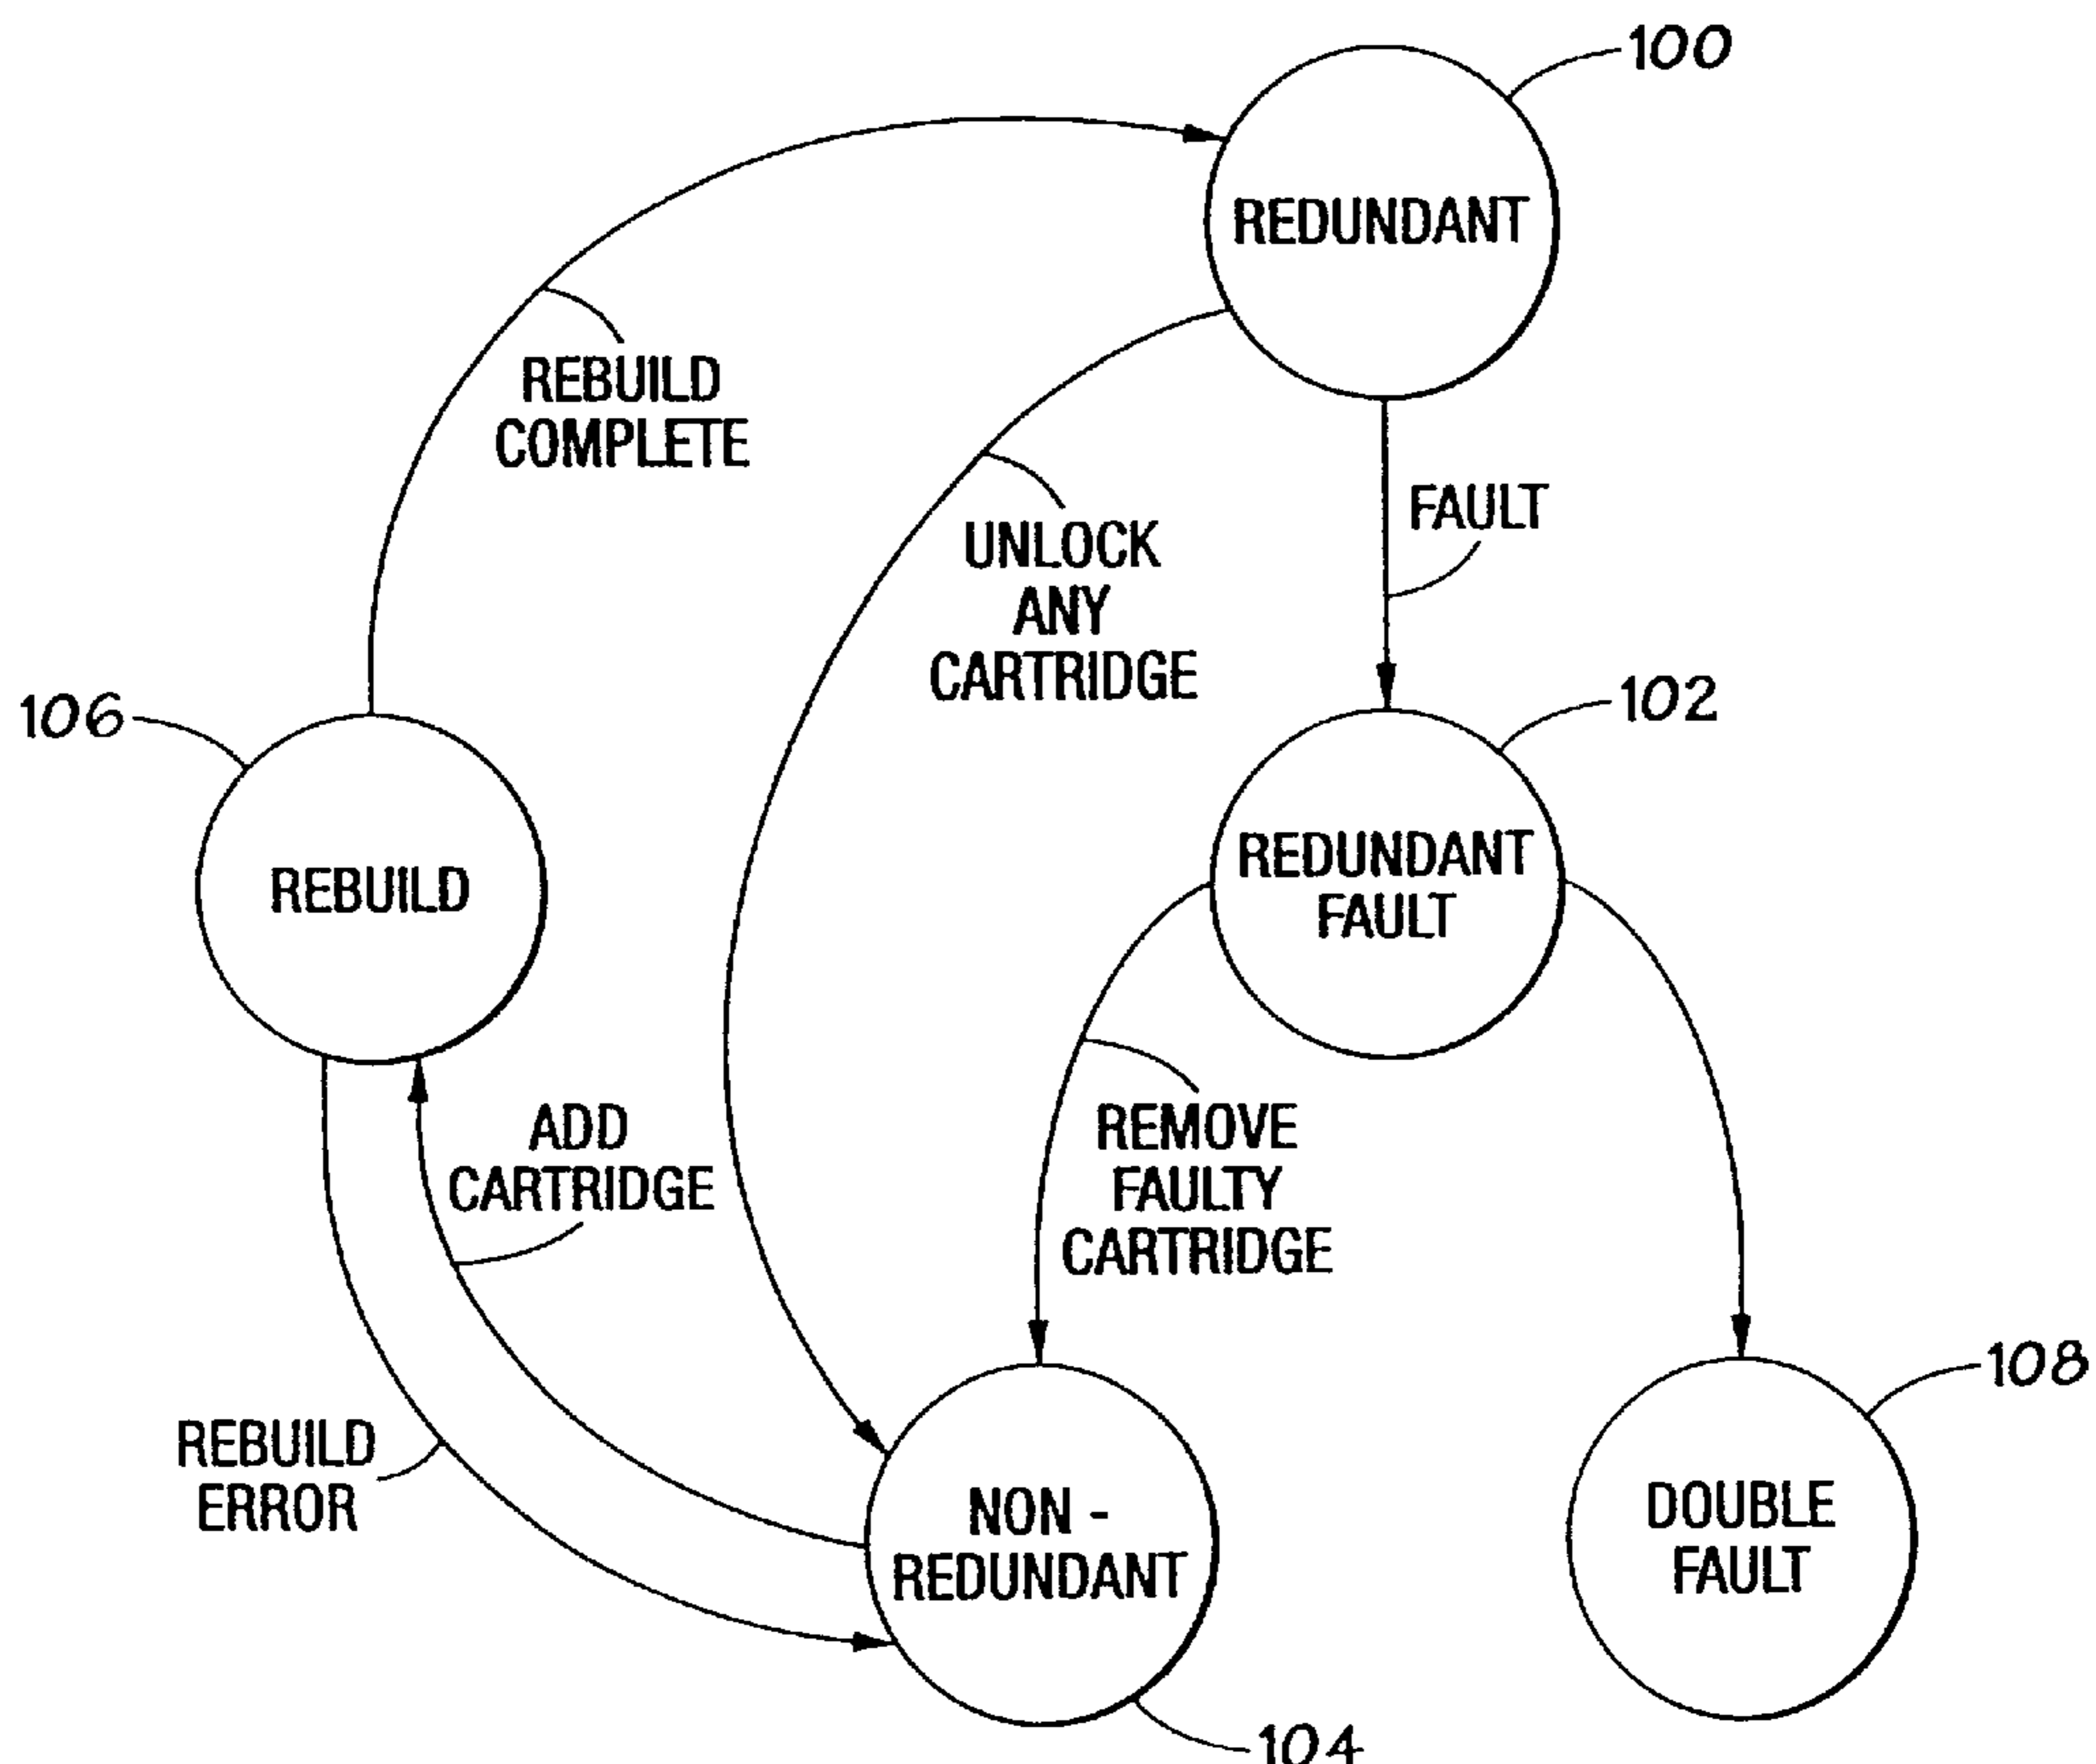 100
REDUNDANT
REBUILD
COMPLETE
UNLOCK
ANY
CARTRIDGE
FAULT
102
106
REDUNDANT
FAULT
REBUILD
ADD
CARTRIDGE
REMOVE
FAULTY
CARTRIDGE
108
REBUILD
ERROR
NON -
REDUNDANT
DOUBLE
FAULT
104